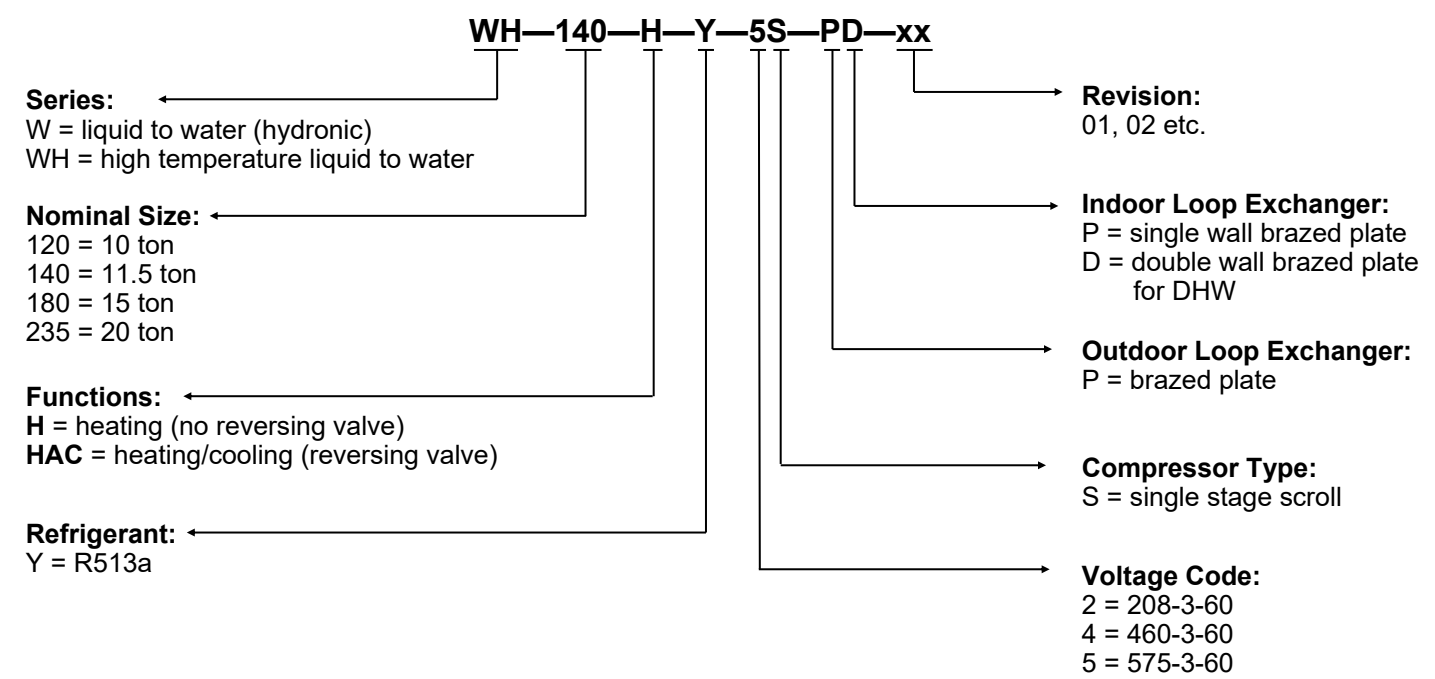 WH—140—H—Y—5S—PD—xx
Series:
W = liquid to water (hydronic)
WH = high temperature liquid to water
Nominal Size:
120 = 10 ton
140 = 11.5 ton
180 = 15 ton
235 = 20 ton
Functions:
H = heating (no reversing valve)
HAC = heating/cooling (reversing valve)
Refrigerant:
Y = R513a
Revision:
01, 02 etc.
Indoor Loop Exchanger:
P = single wall brazed plate
D = double wall brazed plate
for DHW
Outdoor Loop Exchanger:
P = brazed plate
Compressor Type:
S = single stage scroll
Voltage Code:
2 = 208-3-60
4 = 460-3-60
5 = 575-3-60